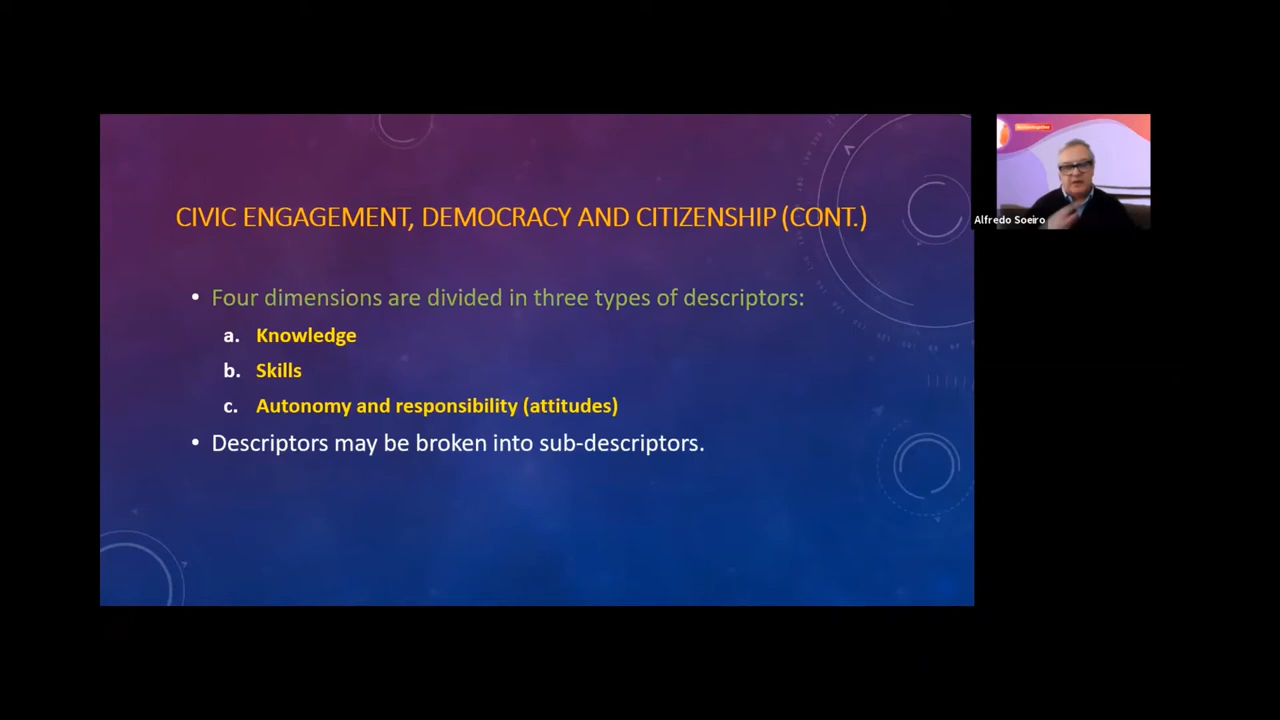 CIVIC ENGAGEMENT, DEMOCRACY AND CITIZENSHIP (CONT.)
• Four dimensions are divided in three types of descriptors:
a. Knowledge
b. Skills
c. Autonomy and responsibility (attitudes)
• Descriptors may be broken into sub-descriptors.
Alfredo Soeiro